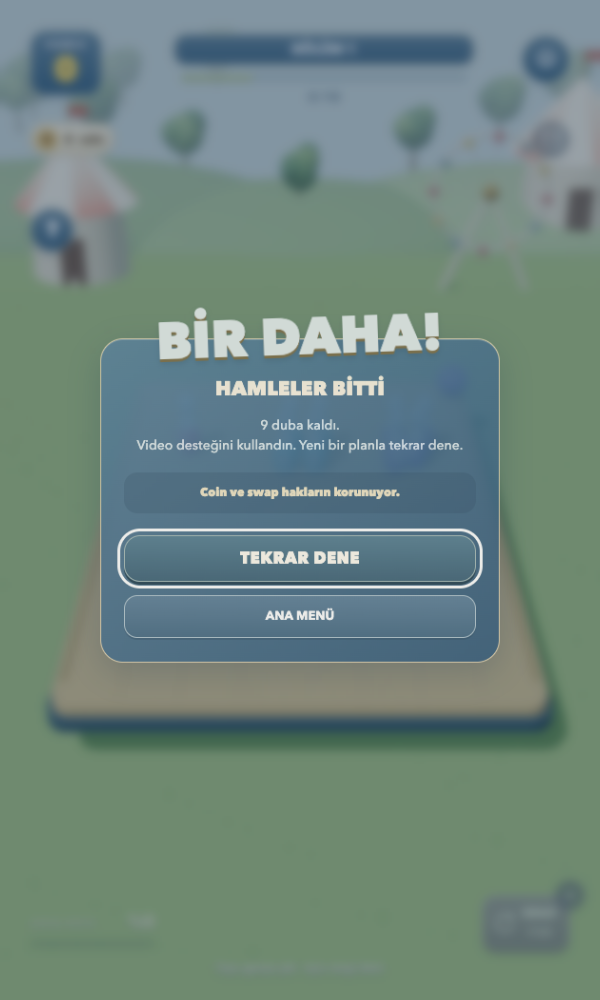 BİR DAHA!
HAMLELER BİTTİ
9 duba kaldı.
Video desteğini kullandın. Yeni bir planla tekrar dene.
Coin ve swap hakların korunuyor.
TEKRAR DENE
ANA MENÜ